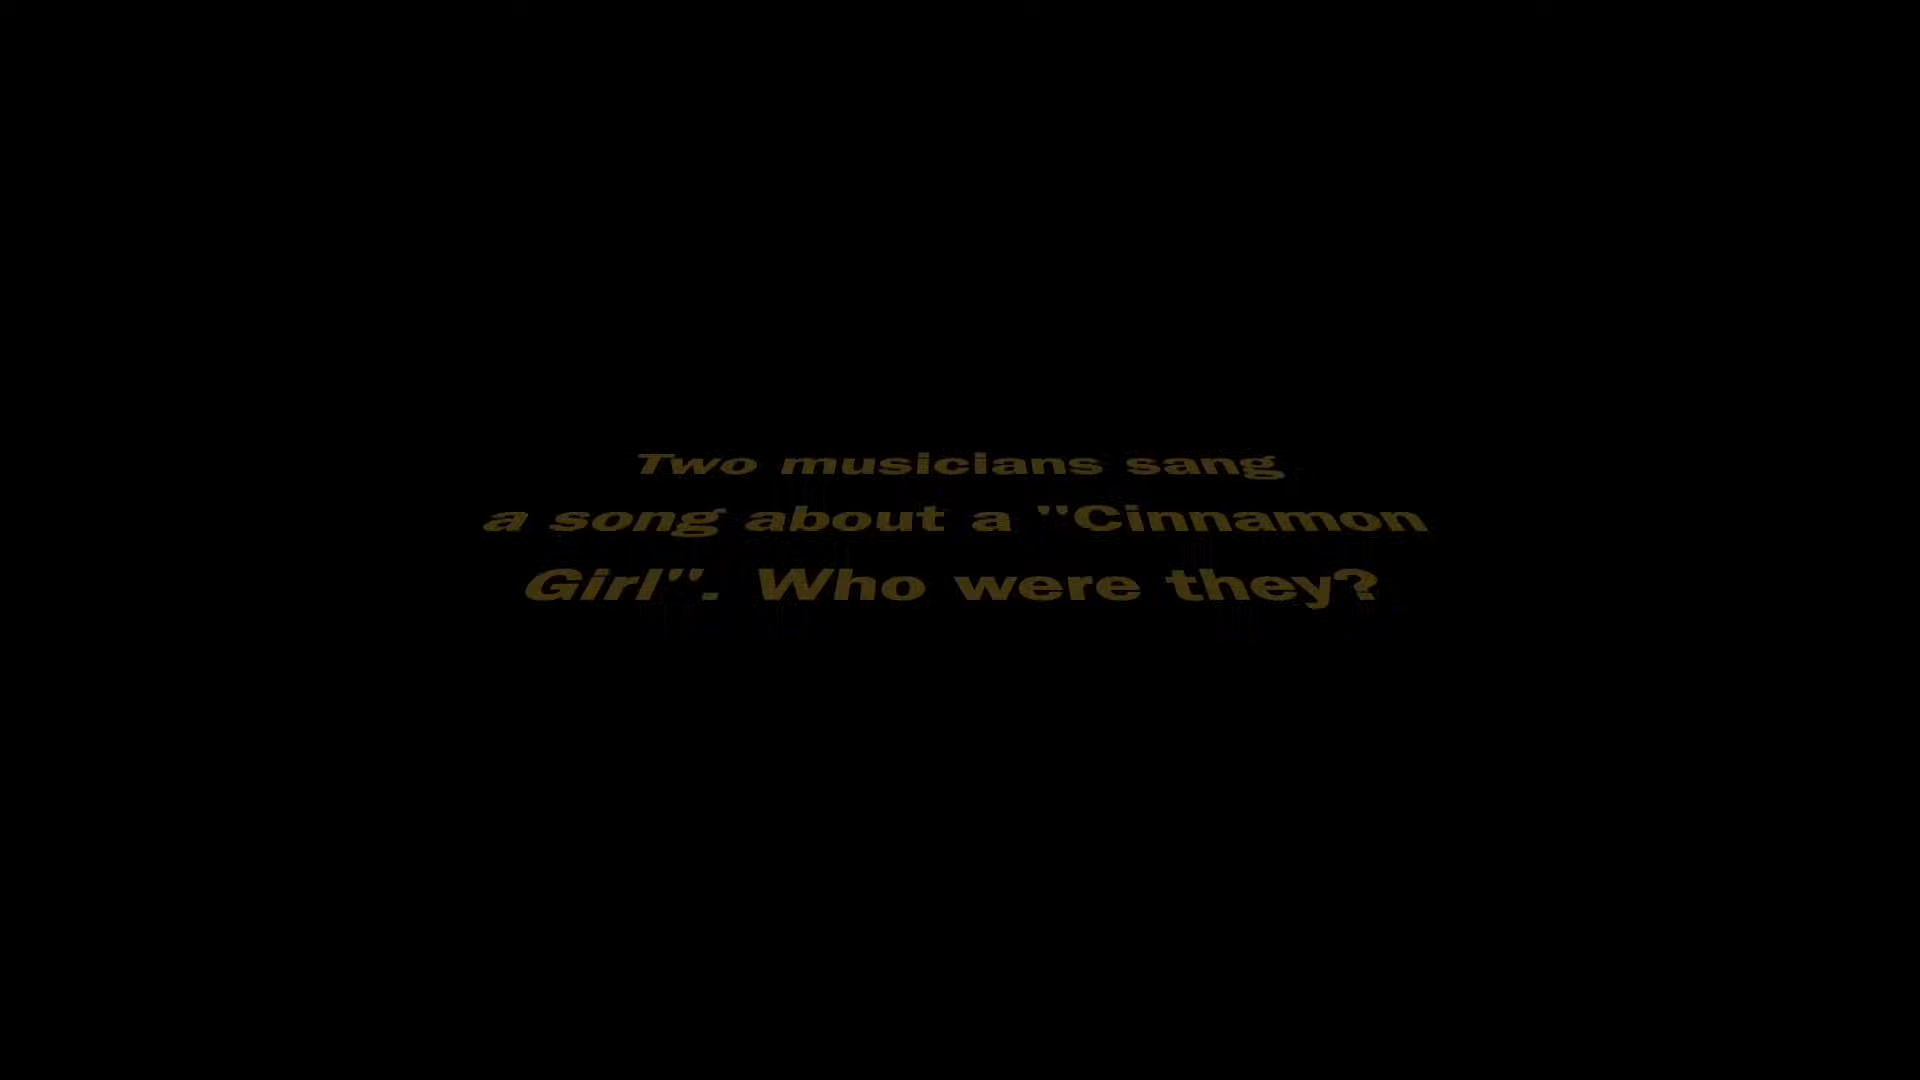 Two musicians sang
a song about a "Cinnamon
Girl". Who were they?